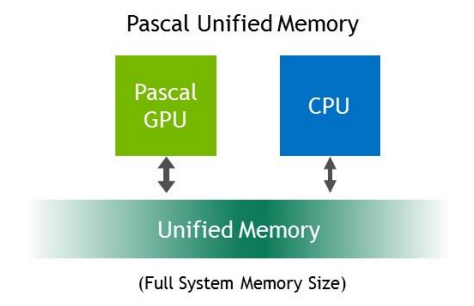 Pascal Unified Memory
Pascal
GPU
CPU
Unified Memory
(Full System Memory Size)